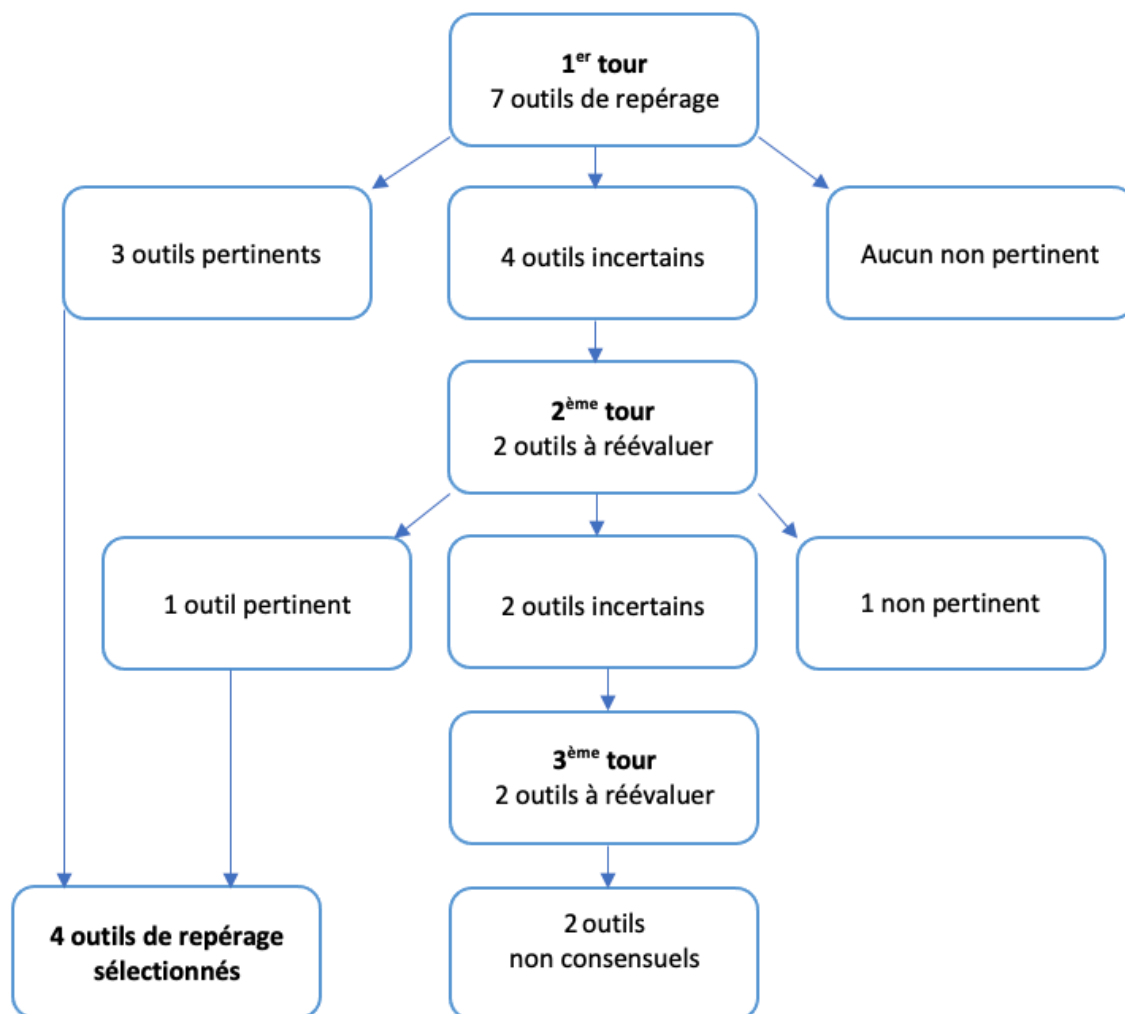 1er tour
7 outils de repérage
3 outils pertinents
4 outils incertains
Aucun non pertinent
2ème tour
2 outils à réévaluer
1 outil pertinent
2 outils incertains
1 non pertinent
3ème tour
2 outils à réévaluer
4 outils de repérage
sélectionnés
2 outils
non consensuels